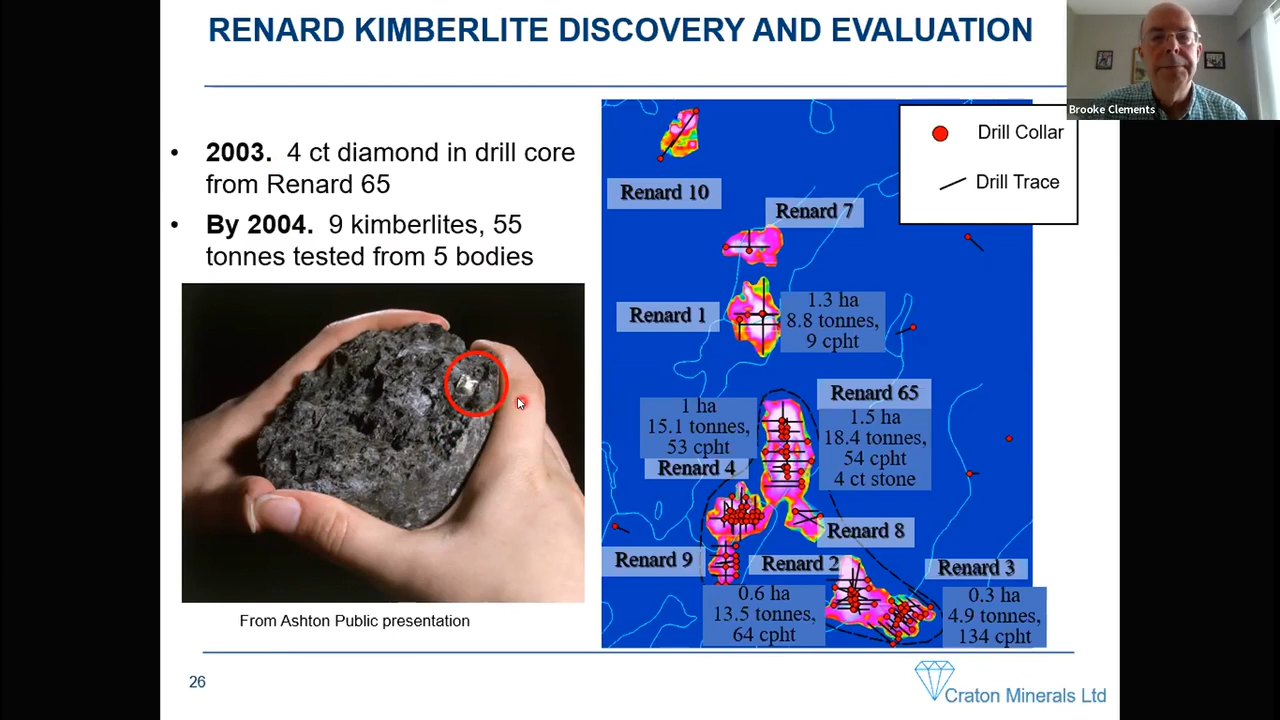 RENARD KIMBERLITE DISCOVERY AND EVALUATION
Brooke Clements
• 2003. 4 ct diamond in drill core
from Renard 65
• By 2004. 9 kimberlites, 55
tonnes tested from 5 bodies
From Ashton Public presentation
Drill Collar
Drill Trace
Renard 10
Renard 7
Renard 1
1.3 ha
8.8 tonnes,
9 cpht
Renard 65
1.5 ha
18.4 tonnes,
54 cpht
4 ct stone
1 ha
15.1 tonnes,
53 cpht
Renard 4
Renard 8
Renard 9
Renard 2
0.6 ha
13.5 tonnes,
64 cpht
Renard 3
0.3 ha
4.9 tonnes,
134 cpht
26
Craton Minerals Ltd